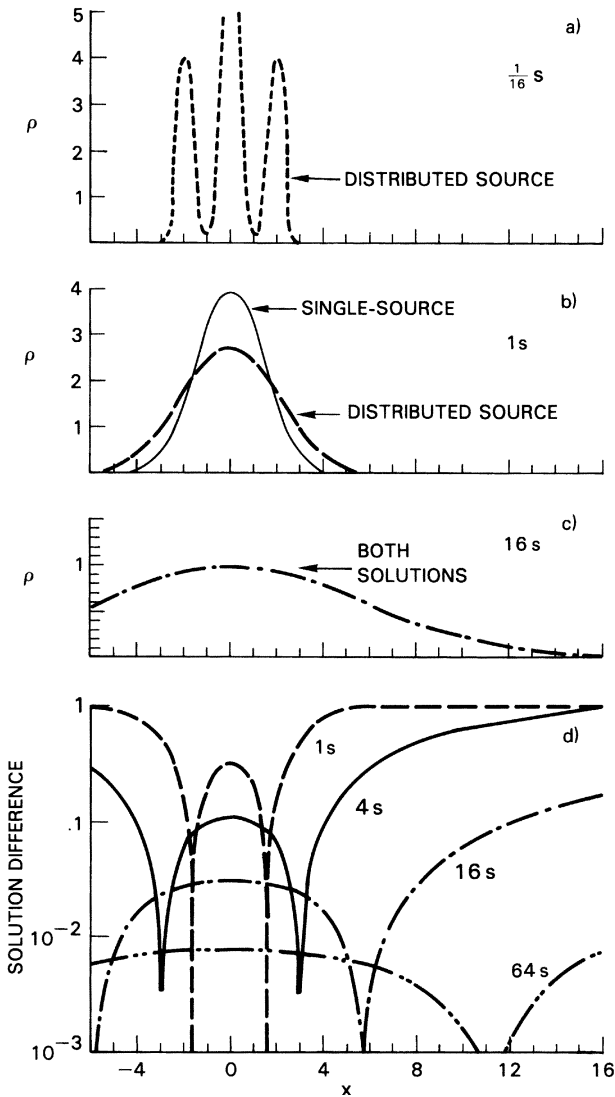 5
a)
4
1/16 s
3
ρ
2
DISTRIBUTED SOURCE
1
4
b)
SINGLE-SOURCE
3
1s
ρ
2
DISTRIBUTED SOURCE
1
c)
BOTH
SOLUTIONS
16 s
ρ
1
1
d)
1s
4s
.1
16 s
SOLUTION DIFFERENCE
10⁻²
64 s
10⁻³
−4 0 4 8 12 16
x